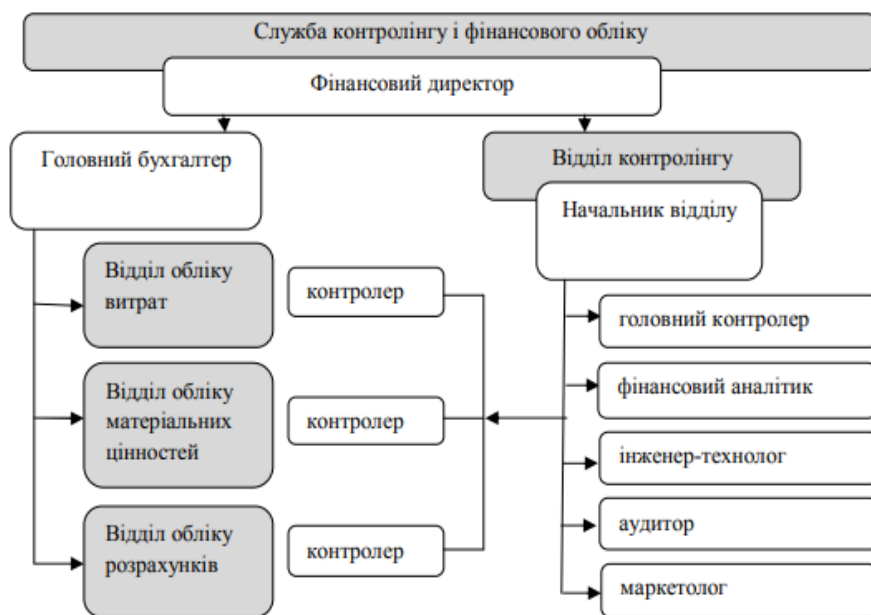 Служба контролінгу і фінансового обліку
Фінансовий директор
Головний бухгалтер
Відділ контролінгу
Начальник відділу
Відділ обліку
витрат
контролер
головний контролер
фінансовий аналітик
Відділ обліку
матеріальних
цінностей
контролер
інженер-технолог
аудитор
Відділ обліку
розрахунків
контролер
маркетолог